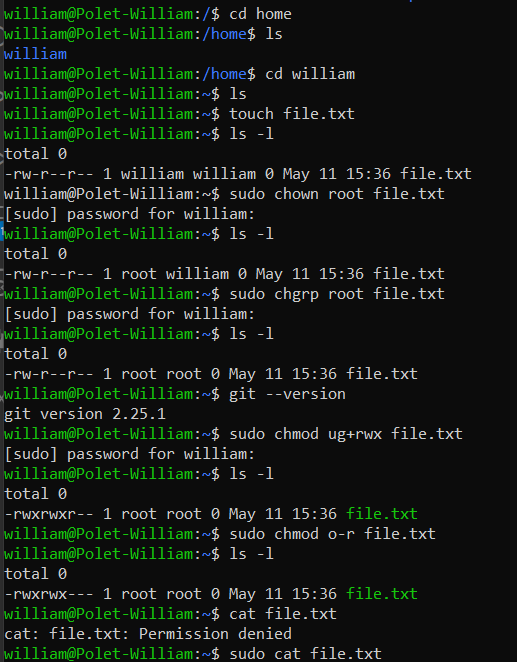 william@Polet-William:/$ cd home
william@Polet-William:/home$ ls
william
william@Polet-William:/home$ cd william
william@Polet-William:~$ ls
william@Polet-William:~$ touch file.txt
william@Polet-William:~$ ls -l
total 0
-rw-r--r-- 1 william william 0 May 11 15:36 file.txt
william@Polet-William:~$ sudo chown root file.txt
[sudo] password for william:
william@Polet-William:~$ ls -l
total 0
-rw-r--r-- 1 root william 0 May 11 15:36 file.txt
william@Polet-William:~$ sudo chgrp root file.txt
[sudo] password for william:
william@Polet-William:~$ ls -l
total 0
-rw-r--r-- 1 root root 0 May 11 15:36 file.txt
william@Polet-William:~$ git --version
git version 2.25.1
william@Polet-William:~$ sudo chmod ug+rwx file.txt
[sudo] password for william:
william@Polet-William:~$ ls -l
total 0
-rwxrwxr-- 1 root root 0 May 11 15:36 file.txt
william@Polet-William:~$ sudo chmod o-r file.txt
william@Polet-William:~$ ls -l
total 0
-rwxrwx--- 1 root root 0 May 11 15:36 file.txt
william@Polet-William:~$ cat file.txt
cat: file.txt: Permission denied
william@Polet-William:~$ sudo cat file.txt